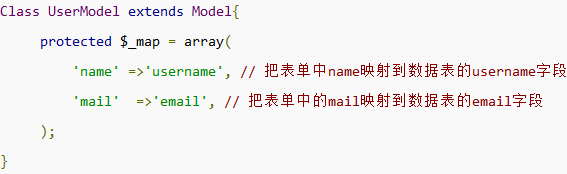 Class UserModel extends Model{
protected $_map = array(
'name' =>'username', // 把表单中name映射到数据表的username字段
'mail'  =>'email', // 把表单中的mail映射到数据表的email字段
);
}